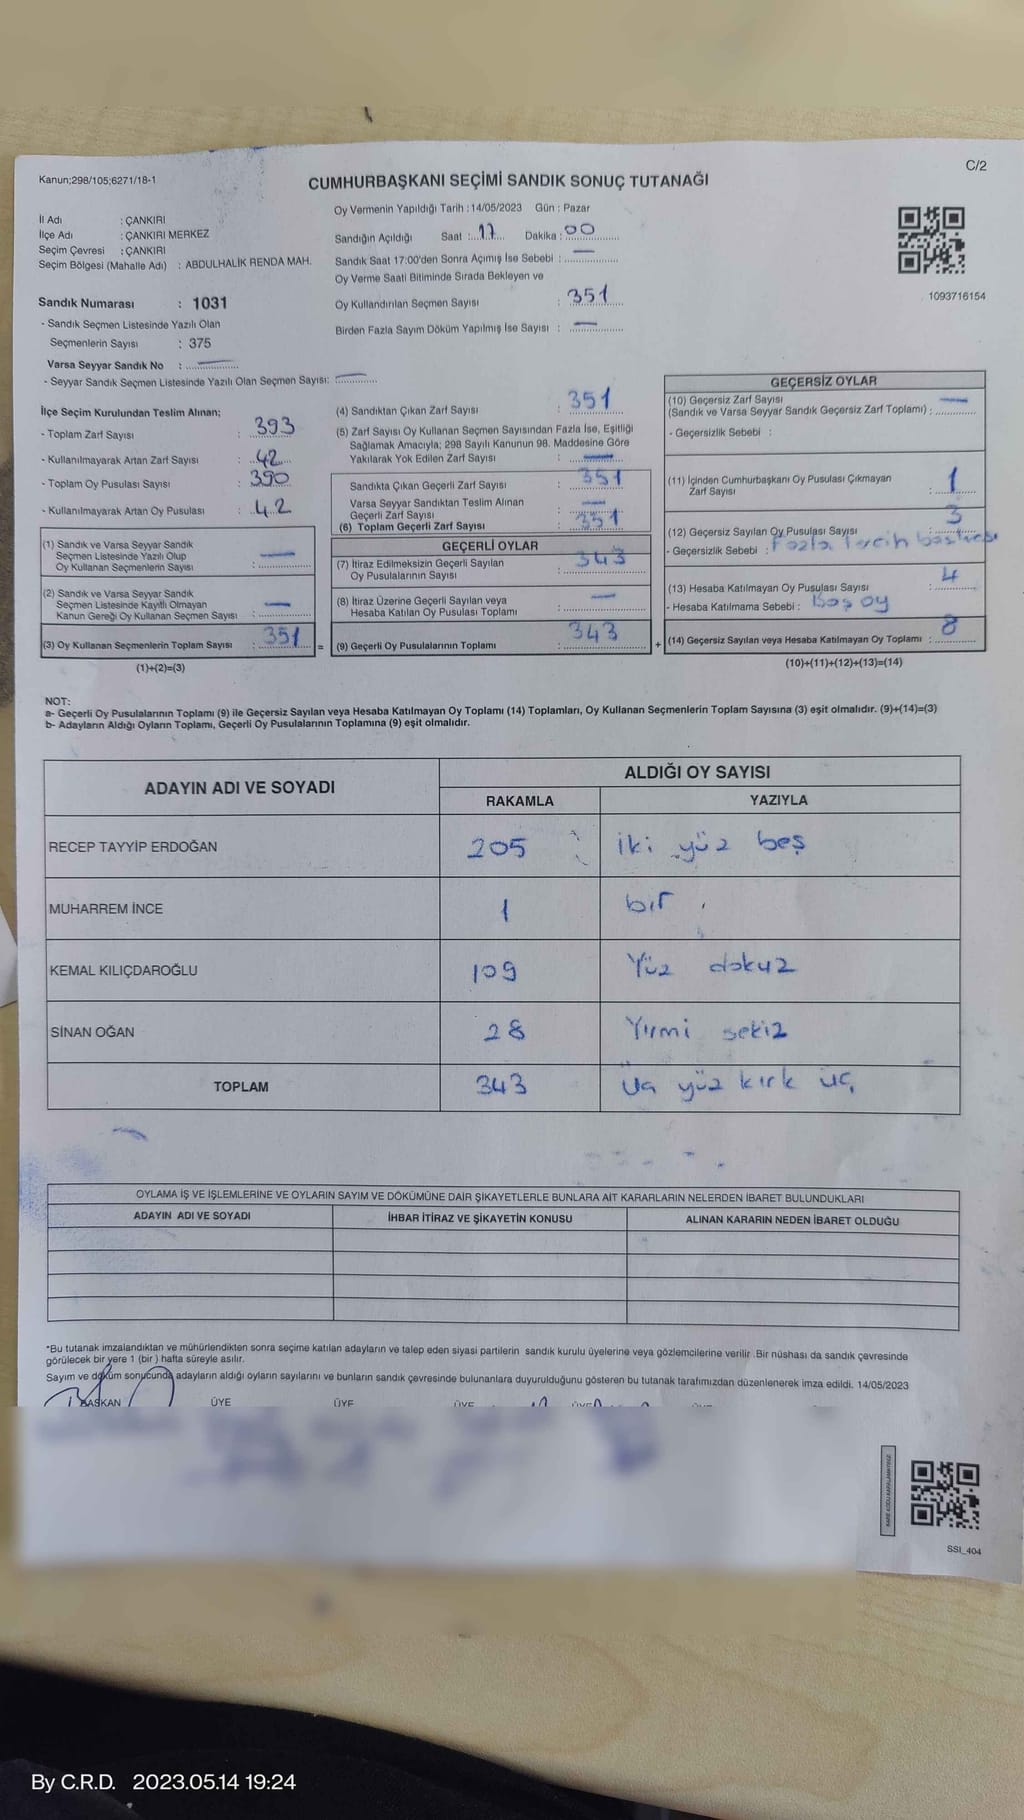 Kanun;298/105;6271/18-1
C/2
CUMHURBAŞKANI SEÇİMİ SANDIK SONUÇ TUTANAĞI
Oy Vermenin Yapıldığı Tarih :14/05/2023 Gün : Pazar
İl Adı : ÇANKIRI
İlçe Adı : ÇANKIRI MERKEZ
Seçim Çevresi : ÇANKIRI
Seçim Bölgesi (Mahalle Adı) : ABDULHALİK RENDA MAH.
Sandık Numarası : 1031
- Sandık Seçmen Listesinde Yazılı Olan
Seçmenlerin Sayısı : 375
Varsa Seyyar Sandık No :
- Seyyar Sandık Seçmen Listesinde Yazılı Olan Seçmen Sayısı:
Sandığın Açıldığı Saat : 17 Dakika : 00
Sandık Saat 17:00'den Sonra Açımış İse Sebebi :
Oy Verme Saati Bitiminde Sırada Bekleyen ve
Oy Kullandırılan Seçmen Sayısı : 351
Birden Fazla Sayım Döküm Yapılmış İse Sayısı :
1093716154
İlçe Seçim Kurulundan Teslim Alınan;
- Toplam Zarf Sayısı : 393
- Kullanılmayarak Artan Zarf Sayısı : 42
- Toplam Oy Pusulası Sayısı : 390
- Kullanılmayarak Artan Oy Pusulası : 42
(1) Sandık ve Varsa Seyyar Sandık
Seçmen Listesinde Yazılı Olup
Oy Kullanan Seçmenlerin Sayısı :
(2) Sandık ve Varsa Seyyar Sandık
Seçmen Listesinde Kayıtlı Olmayan
Kanun Gereği Oy Kullanan Seçmen Sayısı :
(3) Oy Kullanan Seçmenlerin Toplam Sayısı : 351 =
(1)+(2)=(3)
(4) Sandıktan Çıkan Zarf Sayısı : 351
(5) Zarf Sayısı Oy Kullanan Seçmen Sayısından Fazla İse, Eşitliği
Sağlamak Amacıyla; 298 Sayılı Kanunun 98. Maddesine Göre
Yakılarak Yok Edilen Zarf Sayısı :
Sandıkta Çıkan Geçerli Zarf Sayısı : 351
Varsa Seyyar Sandıktan Teslim Alınan
Geçerli Zarf Sayısı :
(6) Toplam Geçerli Zarf Sayısı : 351
GEÇERLİ OYLAR
(7) İtiraz Edilmeksizin Geçerli Sayılan
Oy Pusulalarının Sayısı : 343
(8) İtiraz Üzerine Geçerli Sayılan veya
Hesaba Katılan Oy Pusulası Toplamı :
(9) Geçerli Oy Pusulalarının Toplamı : 343 +
GEÇERSİZ OYLAR
(10) Geçersiz Zarf Sayısı
(Sandık ve Varsa Seyyar Sandık Geçersiz Zarf Toplamı) :
- Geçersizlik Sebebi :
(11) İçinden Cumhurbaşkanı Oy Pusulası Çıkmayan
Zarf Sayısı : 1
(12) Geçersiz Sayılan Oy Pusulası Sayısı : 3
- Geçersizlik Sebebi : Fazla tercih
(13) Hesaba Katılmayan Oy Pusulası Sayısı : 4
- Hesaba Katılmama Sebebi : Boş oy
(14) Geçersiz Sayılan veya Hesaba Katılmayan Oy Toplamı : 8
(10)+(11)+(12)+(13)=(14)
NOT:
a- Geçerli Oy Pusulalarının Toplamı (9) ile Geçersiz Sayılan veya Hesaba Katılmayan Oy Toplamı (14) Toplamları, Oy Kullanan Seçmenlerin Toplam Sayısına (3) eşit olmalıdır. (9)+(14)=(3)
b- Adayların Aldığı Oyların Toplamı, Geçerli Oy Pusulalarının Toplamına (9) eşit olmalıdır.
ADAYIN ADI VE SOYADI ALDIĞI OY SAYISI
RAKAMLA YAZIYLA
RECEP TAYYİP ERDOĞAN 205 iki yüz beş
MUHARREM İNCE 1 bir
KEMAL KILIÇDAROĞLU 109 Yüz dokuz
SİNAN OĞAN 28 Yirmi sekiz
TOPLAM 343 Üç yüz kırk üç
OYLAMA İŞ VE İŞLEMLERİNE VE OYLARIN SAYIM VE DÖKÜMÜNE DAİR ŞİKAYETLERLE BUNLARA AİT KARARLARIN NELERDEN İBARET BULUNDUKLARI
ADAYIN ADI VE SOYADI İHBAR İTİRAZ VE ŞİKAYETİN KONUSU ALINAN KARARIN NEDEN İBARET OLDUĞU
*Bu tutanak imzalandıktan ve mühürlendikten sonra seçime katılan adayların ve talep eden siyasi partilerin sandık kurulu üyelerine veya gözlemcilerine verilir .Bir nüshası da sandık çevresinde
görülecek bir yere 1 (bir ) hafta süreyle asılır.
Sayım ve döküm sonucunda adayların aldığı oyların sayılarını ve bunların sandık çevresinde bulunanlara duyurulduğunu gösteren bu tutanak tarafımızdan düzenlenerek imza edildi. 14/05/2023
BAŞKAN ÜYE ÜYE ÜYE
SSI_404
By C.R.D. 2023.05.14 19:24